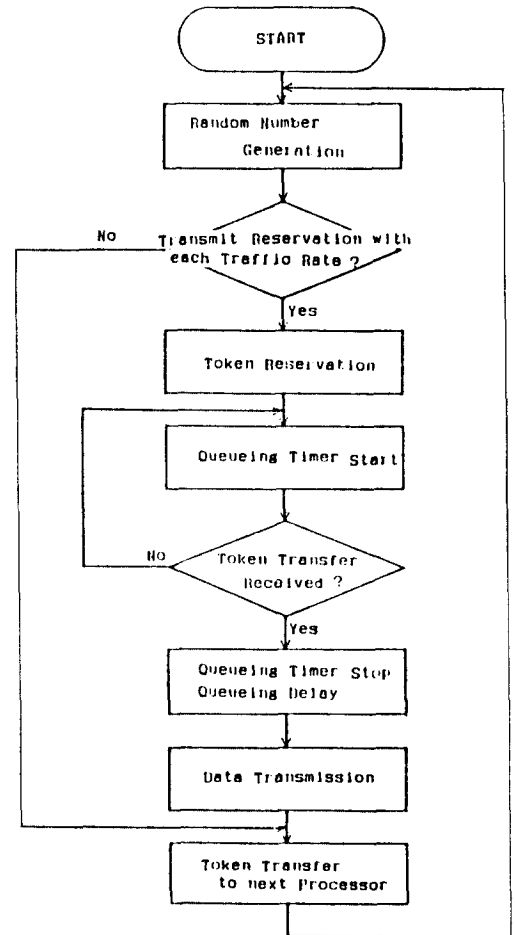 START
Random Number
Generation
No
Transmit Reservation with
each Traffic Rate ?
Yes
Token Reservation
Queueing Timer Start
No
Token Transfer
Received ?
Yes
Queueing Timer Stop
Queueing Delay
Data Transmission
Token Transfer
to next Processor